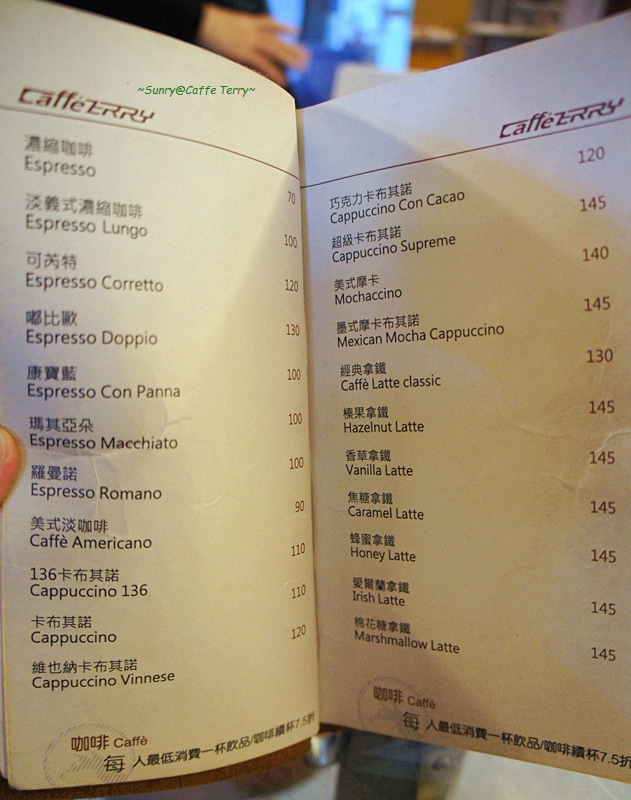 ~Sunry@Caffe Terry~
CaffèTERRY
濃縮咖啡
Espresso 70
淡義式濃縮咖啡
Espresso Lungo 100
可芮特
Espresso Corretto 120
嘟比歐
Espresso Doppio 130
康寶藍
Espresso Con Panna 100
瑪其亞朵
Espresso Macchiato 100
羅曼諾
Espresso Romano 100
美式淡咖啡
Caffè Americano 90
136卡布其諾
Cappuccino 136 110
卡布其諾
Cappuccino 110
維也納卡布其諾
Cappuccino Vinnese 120
咖啡 Caffè
每人最低消費一杯飲品/咖啡續杯7.5折
CaffèTERRY
巧克力卡布其諾
Cappuccino Con Cacao 120
超級卡布其諾
Cappuccino Supreme 145
美式摩卡
Mochaccino 140
墨式摩卡布其諾
Mexican Mocha Cappuccino 145
經典拿鐵
Caffè Latte classic 130
榛果拿鐵
Hazelnut Latte 145
香草拿鐵
Vanilla Latte 145
焦糖拿鐵
Caramel Latte 145
蜂蜜拿鐵
Honey Latte 145
愛爾蘭拿鐵
Irish Latte 145
棉花糖拿鐵
Marshmallow Latte 145
咖啡 Caffè
每人最低消費一杯飲品/咖啡續杯7.5